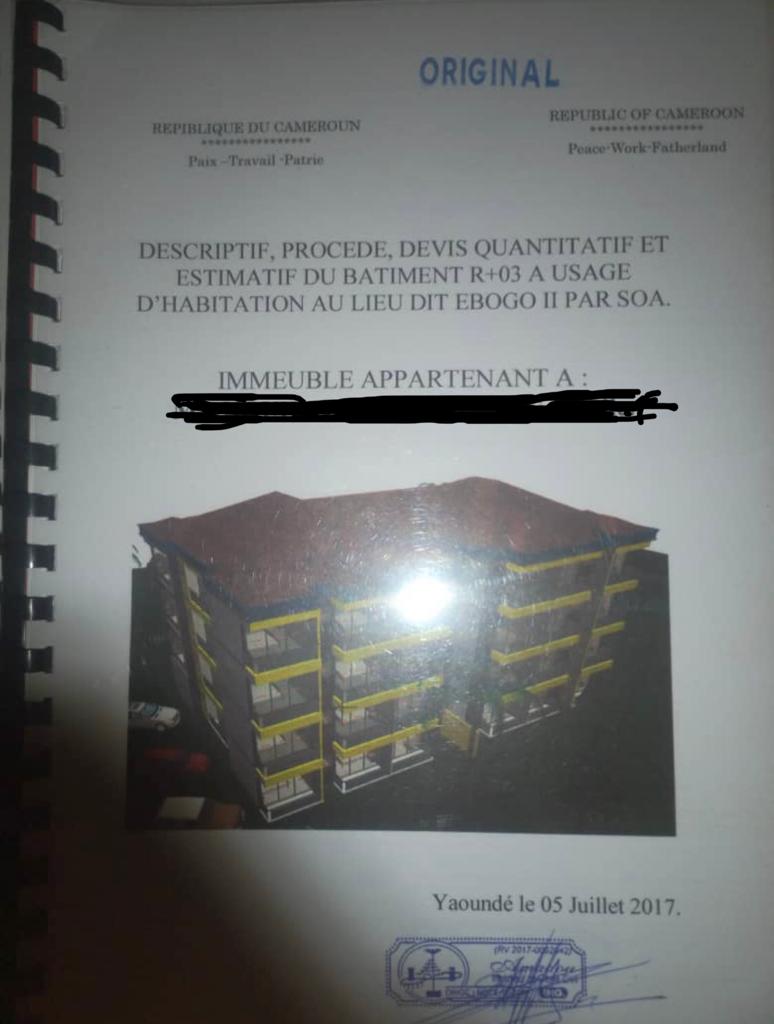 ORIGINAL
REPIBLIQUE DU CAMEROUN
****************
Paix –Travail -Patrie
REPUBLIC OF CAMEROON
****************
Peace-Work-Fatherland
DESCRIPTIF, PROCEDE, DEVIS QUANTITATIF ET
ESTIMATIF DU BATIMENT R+03 A USAGE
D’HABITATION AU LIEU DIT EBOGO II PAR SOA.
IMMEUBLE APPARTENANT A :
Yaoundé le 05 Juillet 2017.